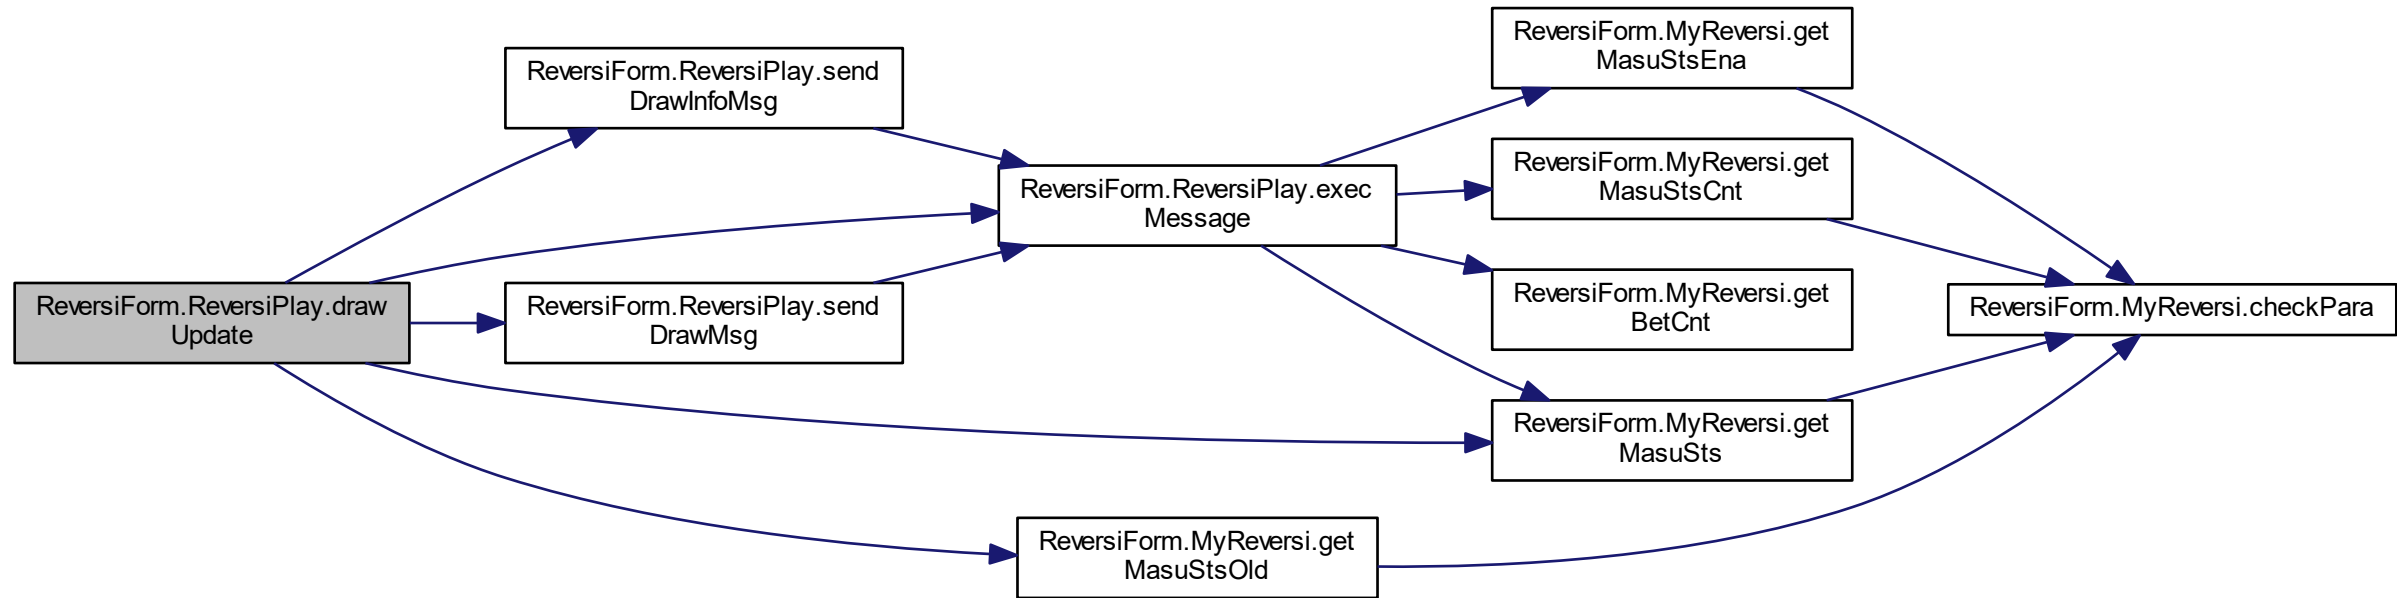 ReversiForm.ReversiPlay.draw
Update
ReversiForm.ReversiPlay.send
DrawInfoMsg
ReversiForm.ReversiPlay.send
DrawMsg
ReversiForm.ReversiPlay.exec
Message
ReversiForm.MyReversi.get
MasuStsOld
ReversiForm.MyReversi.get
MasuStsEna
ReversiForm.MyReversi.get
MasuStsCnt
ReversiForm.MyReversi.get
BetCnt
ReversiForm.MyReversi.get
MasuSts
ReversiForm.MyReversi.checkPara